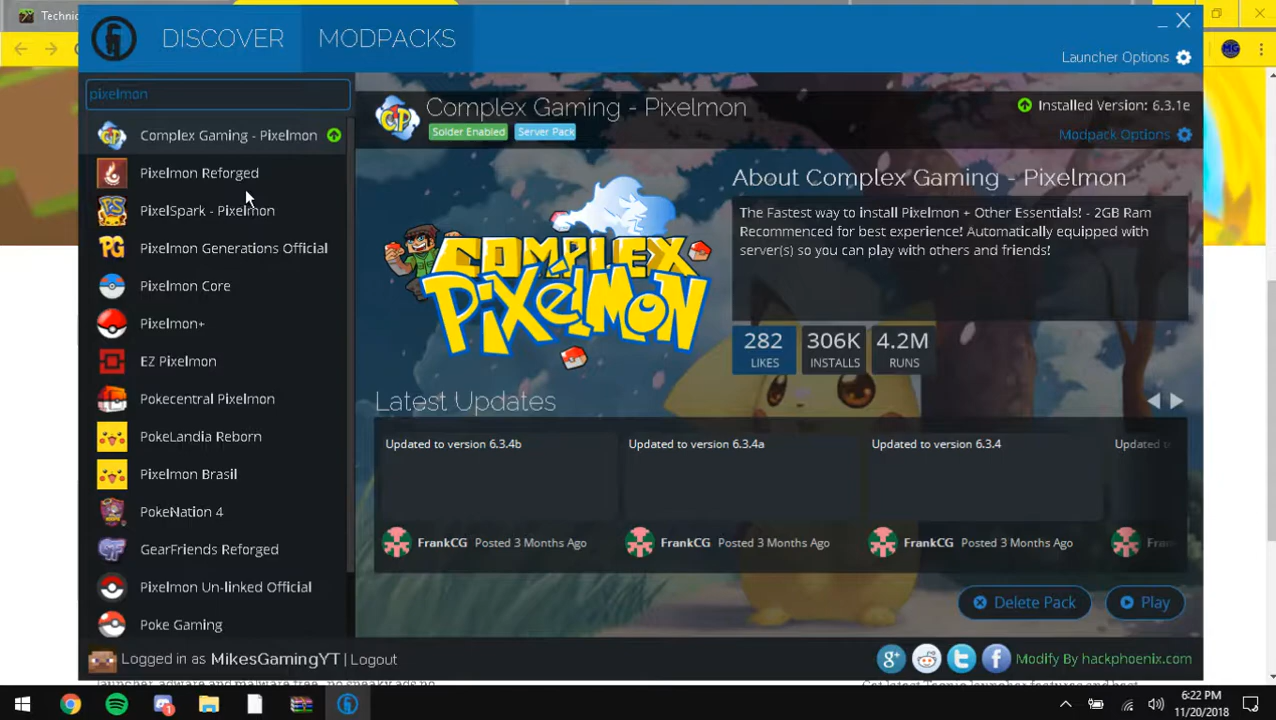 Technic
DISCOVER
MODPACKS
Launcher Options
pixelmon
Complex Gaming - Pixelmon
Pixelmon Reforged
PixelSpark - Pixelmon
Pixelmon Generations Official
Pixelmon Core
Pixelmon+
EZ Pixelmon
Pokecentral Pixelmon
PokeLandia Reborn
Pixelmon Brasil
PokeNation 4
GearFriends Reforged
Pixelmon Un-linked Official
Poke Gaming
Complex Gaming - Pixelmon
Solder Enabled
Server Pack
Installed Version: 6.3.1e
Modpack Options
COMPLEX
PIXELMON
About Complex Gaming - Pixelmon
The Fastest way to install Pixelmon + Other Essentials! - 2GB Ram
Recommenced for best experience! Automatically equipped with
server(s) so you can play with others and friends!
282
LIKES
306K
INSTALLS
4.2M
RUNS
Latest Updates
Updated to version 6.3.4b
FrankCG Posted 3 Months Ago
Updated to version 6.3.4a
FrankCG Posted 3 Months Ago
Updated to version 6.3.4
FrankCG Posted 3 Months Ago
Updated to
Fran
Delete Pack
Play
Logged in as MikesGamingYT | Logout
Modify By hackphoenix.com
6:22 PM
11/20/2018